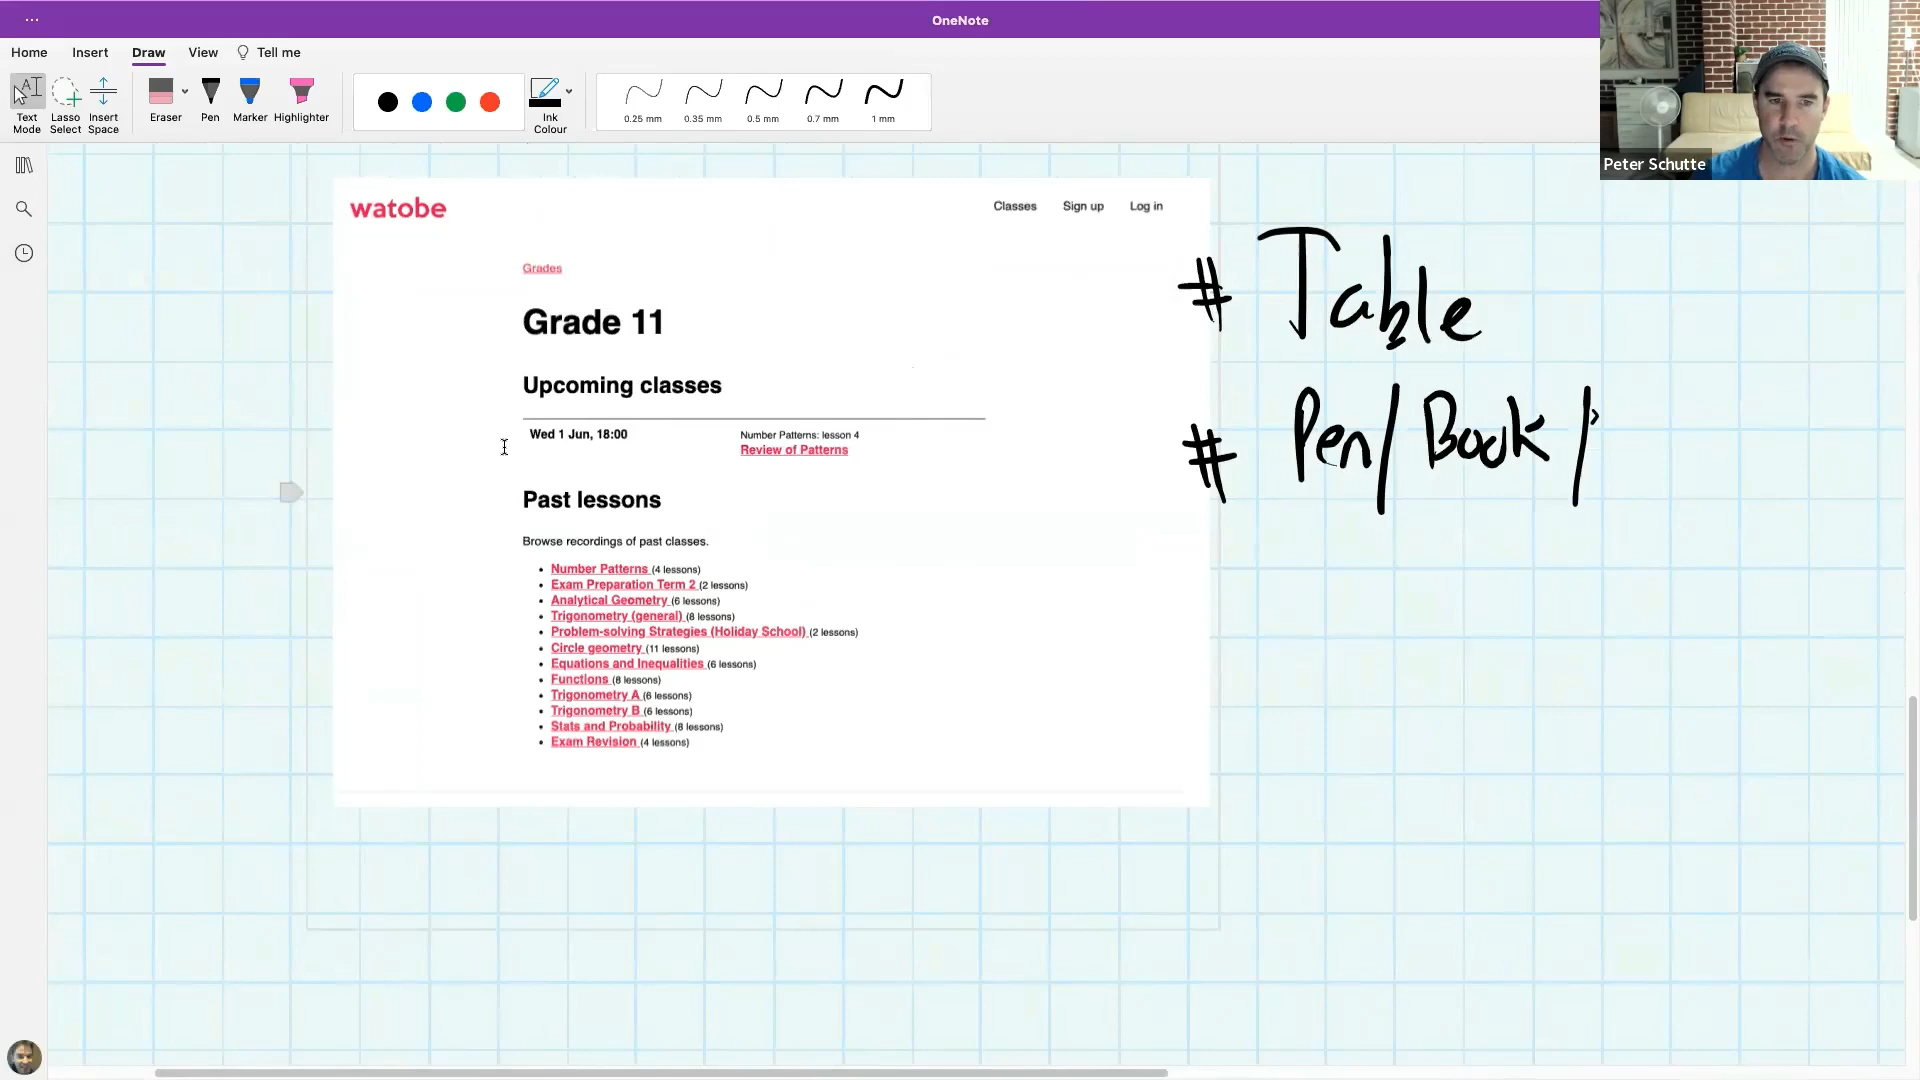 OneNote
Home Insert Draw View Tell me
Text Mode
Lasso Select
Insert Space
Eraser
Pen
Marker
Highlighter
Ink Colour
0.25 mm
0.35 mm
0.5 mm
0.7 mm
1 mm
Peter Schutte
watobe
Classes Sign up Log in
Grades
Grade 11
Upcoming classes
Wed 1 Jun, 18:00
Number Patterns: lesson 4
Review of Patterns
Past lessons
Browse recordings of past classes.
• Number Patterns (4 lessons)
• Exam Preparation Term 2 (2 lessons)
• Analytical Geometry (6 lessons)
• Trigonometry (general) (8 lessons)
• Problem-solving Strategies (Holiday School) (2 lessons)
• Circle geometry (11 lessons)
• Equations and Inequalities (6 lessons)
• Functions (8 lessons)
• Trigonometry A (6 lessons)
• Trigonometry B (6 lessons)
• Stats and Probability (8 lessons)
• Exam Revision (4 lessons)
# Table
# Pen/ Book /